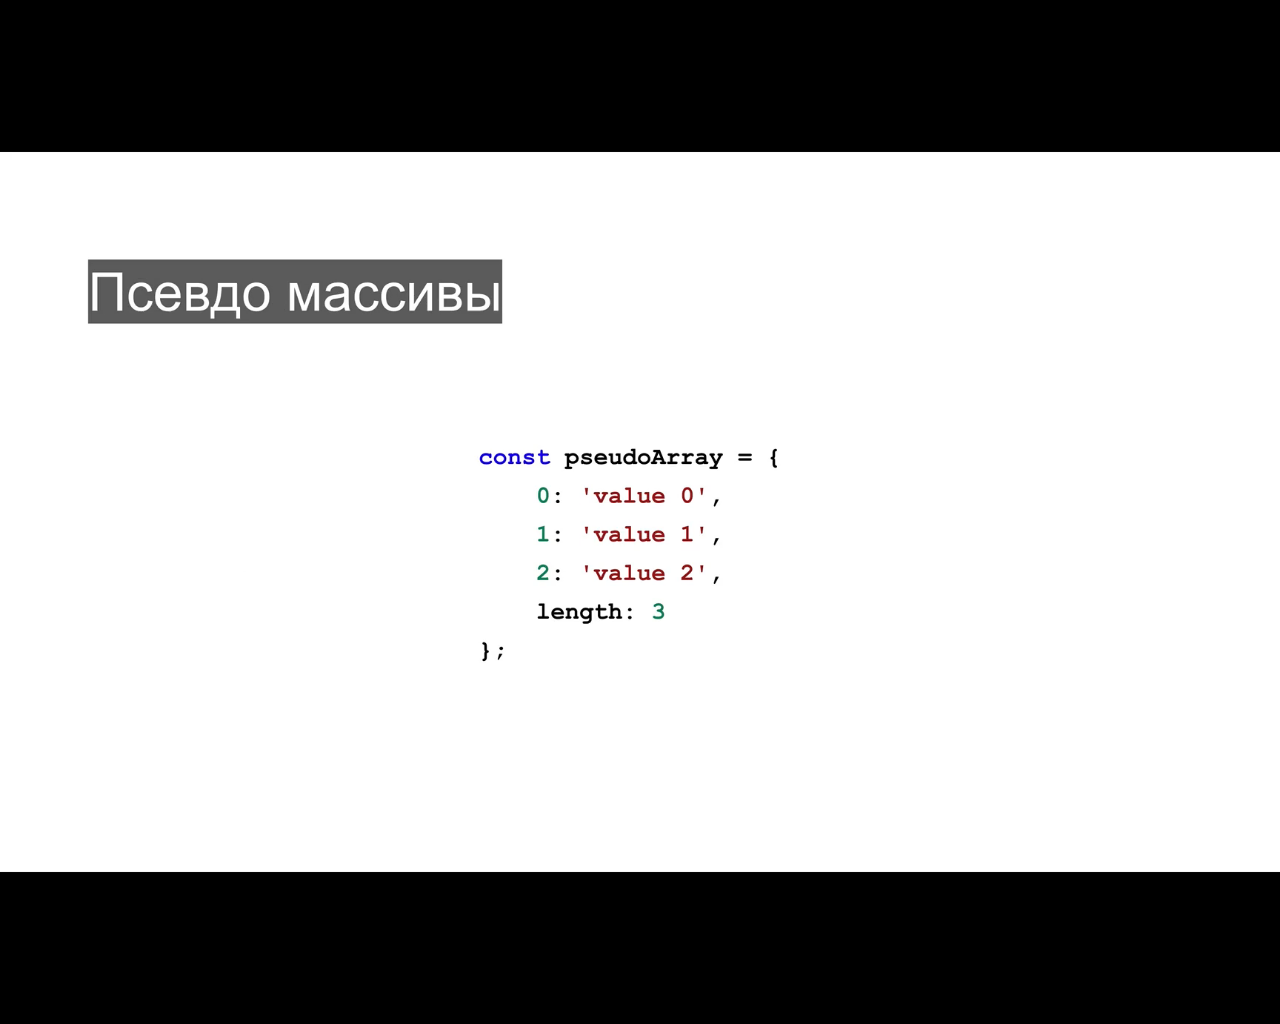 Псевдо массивы
const pseudoArray = {
    0: 'value 0',
    1: 'value 1',
    2: 'value 2',
    length: 3
};